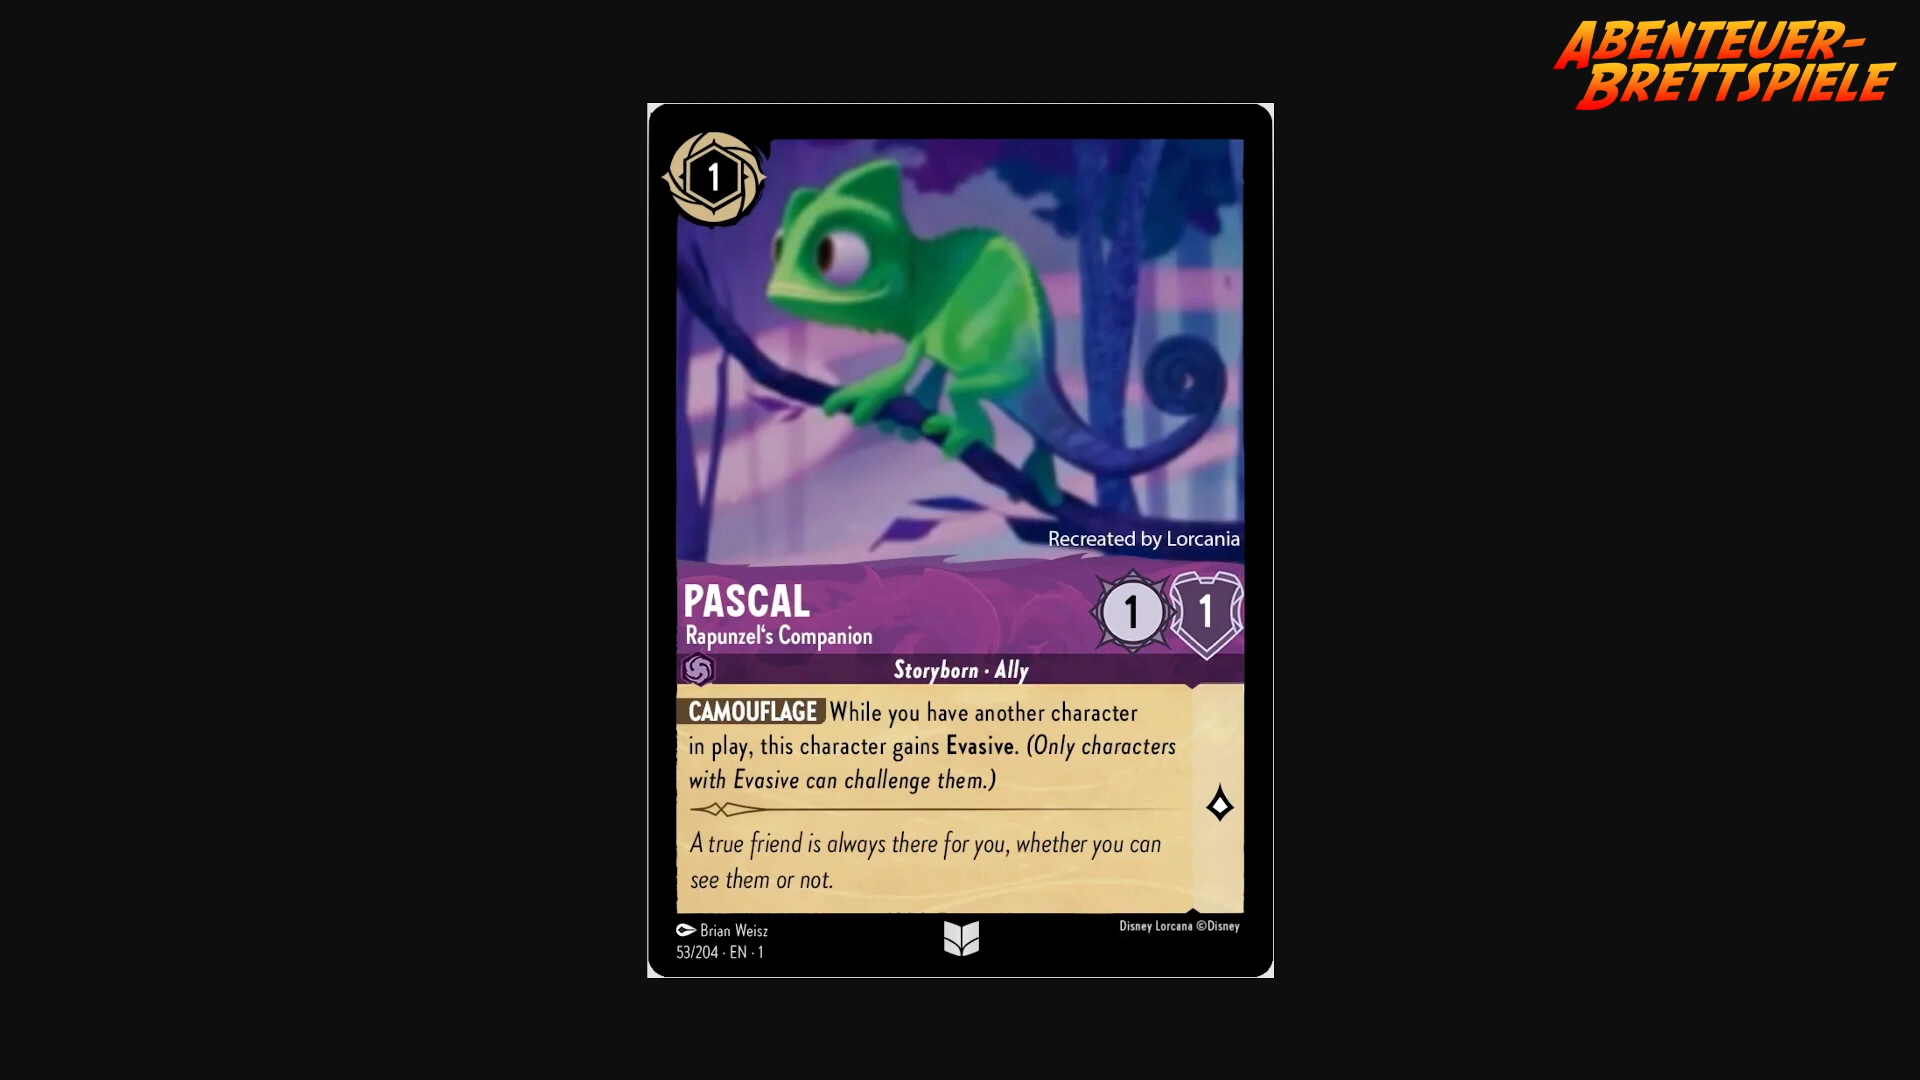 ABENTEUER-
BRETTSPIELE
1
Recreated by Lorcania
PASCAL
1
1
Rapunzel‘s Companion
Storyborn · Ally
CAMOUFLAGE While you have another character
in play, this character gains Evasive. (Only characters
with Evasive can challenge them.)
A true friend is always there for you, whether you can
see them or not.
Brian Weisz
Disney Lorcana ©Disney
53/204 · EN · 1